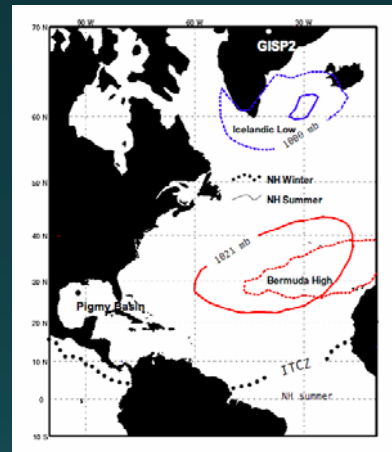 90 W 60 W 30 W
70 N
GISP2
60 N
Icelandic Low
1000 mb
50 N
NH Winter
NH Summer
40 N
1021 mb
30 N
Bermuda High
Pigmy Basin
20 N
10 N
ITCZ
0
NH summer
10 S